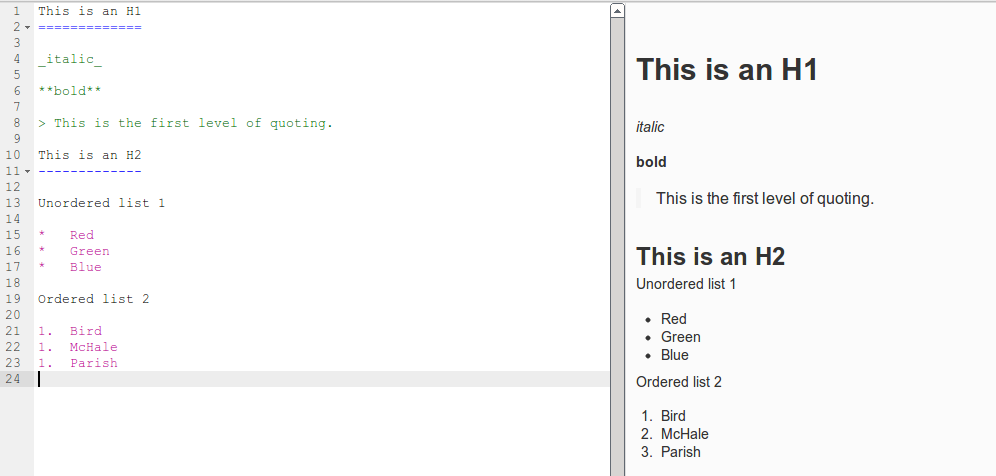 1 This is an H1
2 =============
3
4 _italic_
5
6 **bold**
7
8 > This is the first level of quoting.
9
10 This is an H2
11 -------------
12
13 Unordered list 1
14
15 *   Red
16 *   Green
17 *   Blue
18
19 Ordered list 2
20
21 1.  Bird
22 1.  McHale
23 1.  Parish
24
This is an H1
italic
bold
This is the first level of quoting.
This is an H2
Unordered list 1
• Red
• Green
• Blue
Ordered list 2
1. Bird
2. McHale
3. Parish